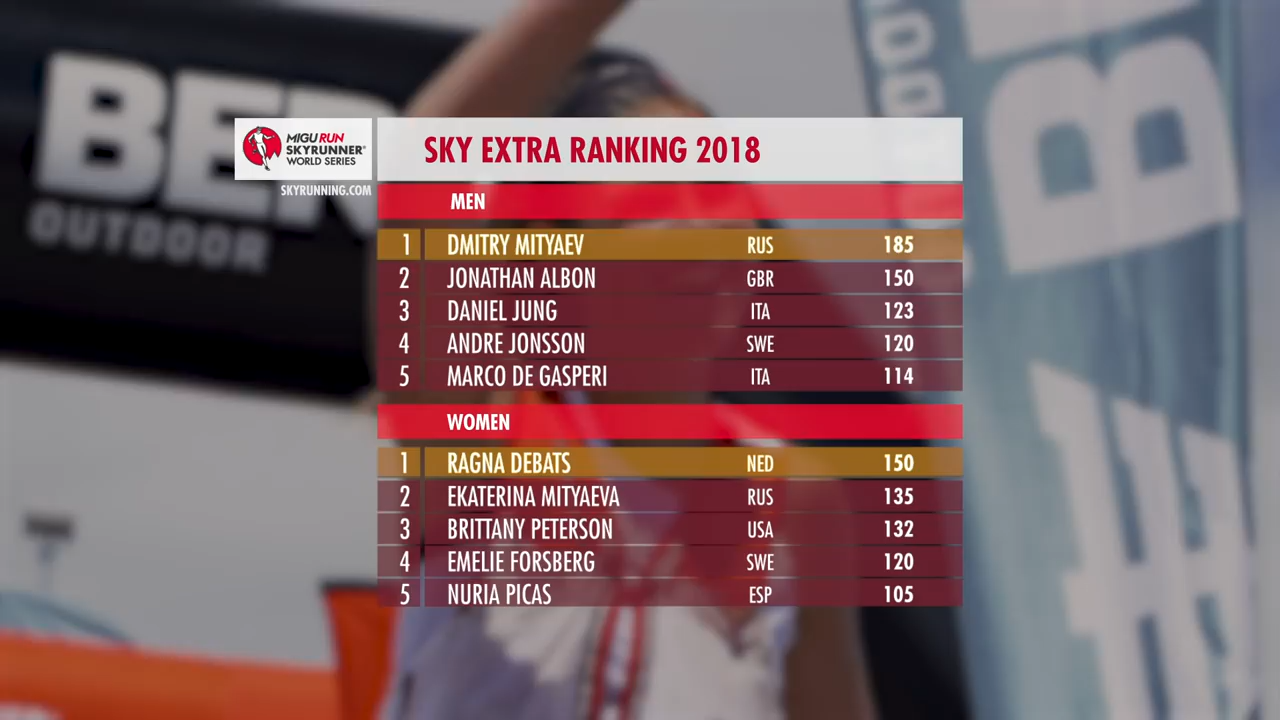 MIGU RUN
SKYRUNNER®
WORLD SERIES
SKYRUNNING.COM
SKY EXTRA RANKING 2018
MEN
1 DMITRY MITYAEV RUS 185
2 JONATHAN ALBON GBR 150
3 DANIEL JUNG ITA 123
4 ANDRE JONSSON SWE 120
5 MARCO DE GASPERI ITA 114
WOMEN
1 RAGNA DEBATS NED 150
2 EKATERINA MITYAEVA RUS 135
3 BRITTANY PETERSON USA 132
4 EMELIE FORSBERG SWE 120
5 NURIA PICAS ESP 105
OUTDOOR